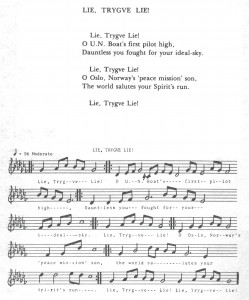 LIE, TRYGVE LIE!
Lie, Trygve Lie!
O U.N. Boat's first pilot high,
Dauntless you fought for your ideal-sky.
Lie, Trygve Lie!
O Oslo, Norway's 'peace mission' son,
The world salutes your Spirit's run.
Lie, Trygve Lie!
LIE, TRYGVE LIE!
= 96 Moderato
Lie, Tryg--ve Lie! O U.--N. Boat's---- first--pi-lot
high------, Daunt-less you-- fought for--your---
i----deal--sky. Lie, Tryg--ve Lie! O Os-lo, Nor-way's
'peace mis--sion' son, the world sa----lutes your
Spi-rit's run----. Lie, Tryg--ve Lie! Lie, Tryg--ve Lie!